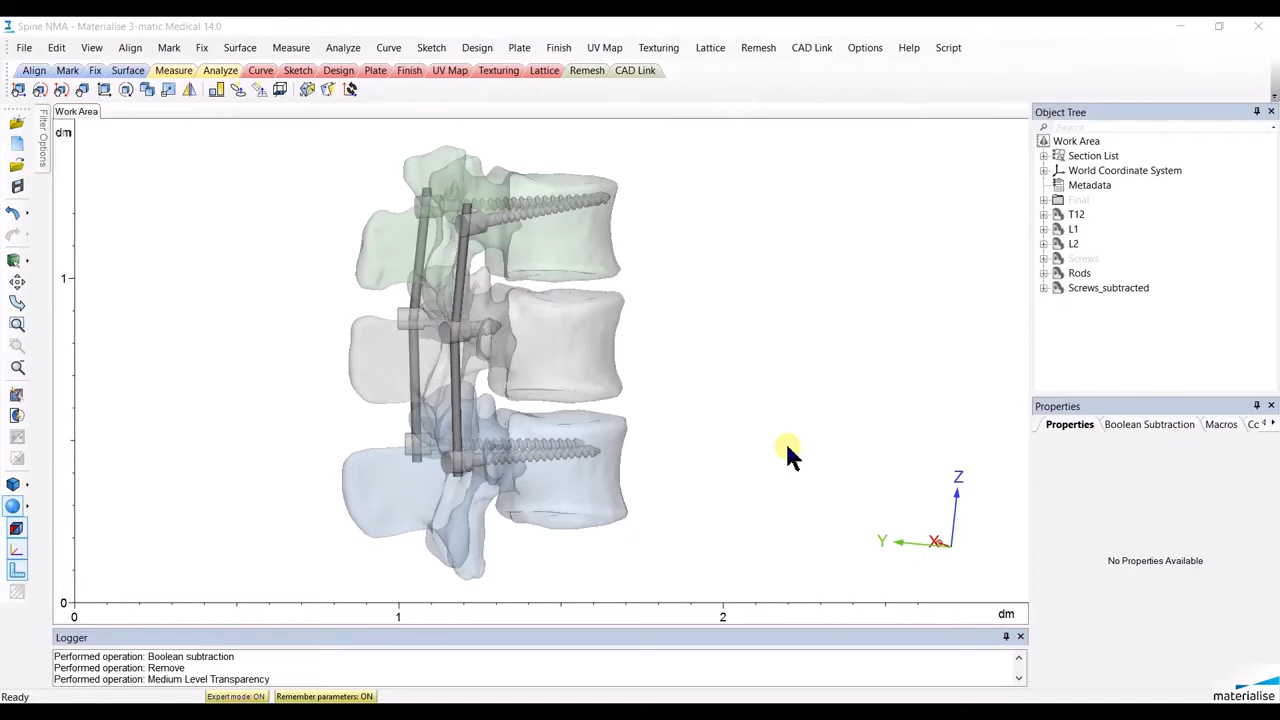 Spine.NMA - Materialise 3-matic Medical 14.0
File Edit View Align Mark Fix Surface Measure Analyze Curve Sketch Design Plate Finish UV Map Texturing Lattice Remesh CAD Link Options Help Script
Align Mark Fix Surface Measure Analyze Curve Sketch Design Plate Finish UV Map Texturing Lattice Remesh CAD Link
Filter Options
Work Area
dm
1
0
0 1 2 dm
Z
Y X
Object Tree
Search
Work Area
Section List
World Coordinate System
Metadata
Final
T12
L1
L2
Screws
Rods
Screws_subtracted
Properties
Properties Boolean Subtraction Macros Cc
No Properties Available
Logger
Performed operation: Boolean subtraction
Performed operation: Remove
Performed operation: Medium Level Transparency
Ready Expert mode: ON Remember parameters: ON
materialise